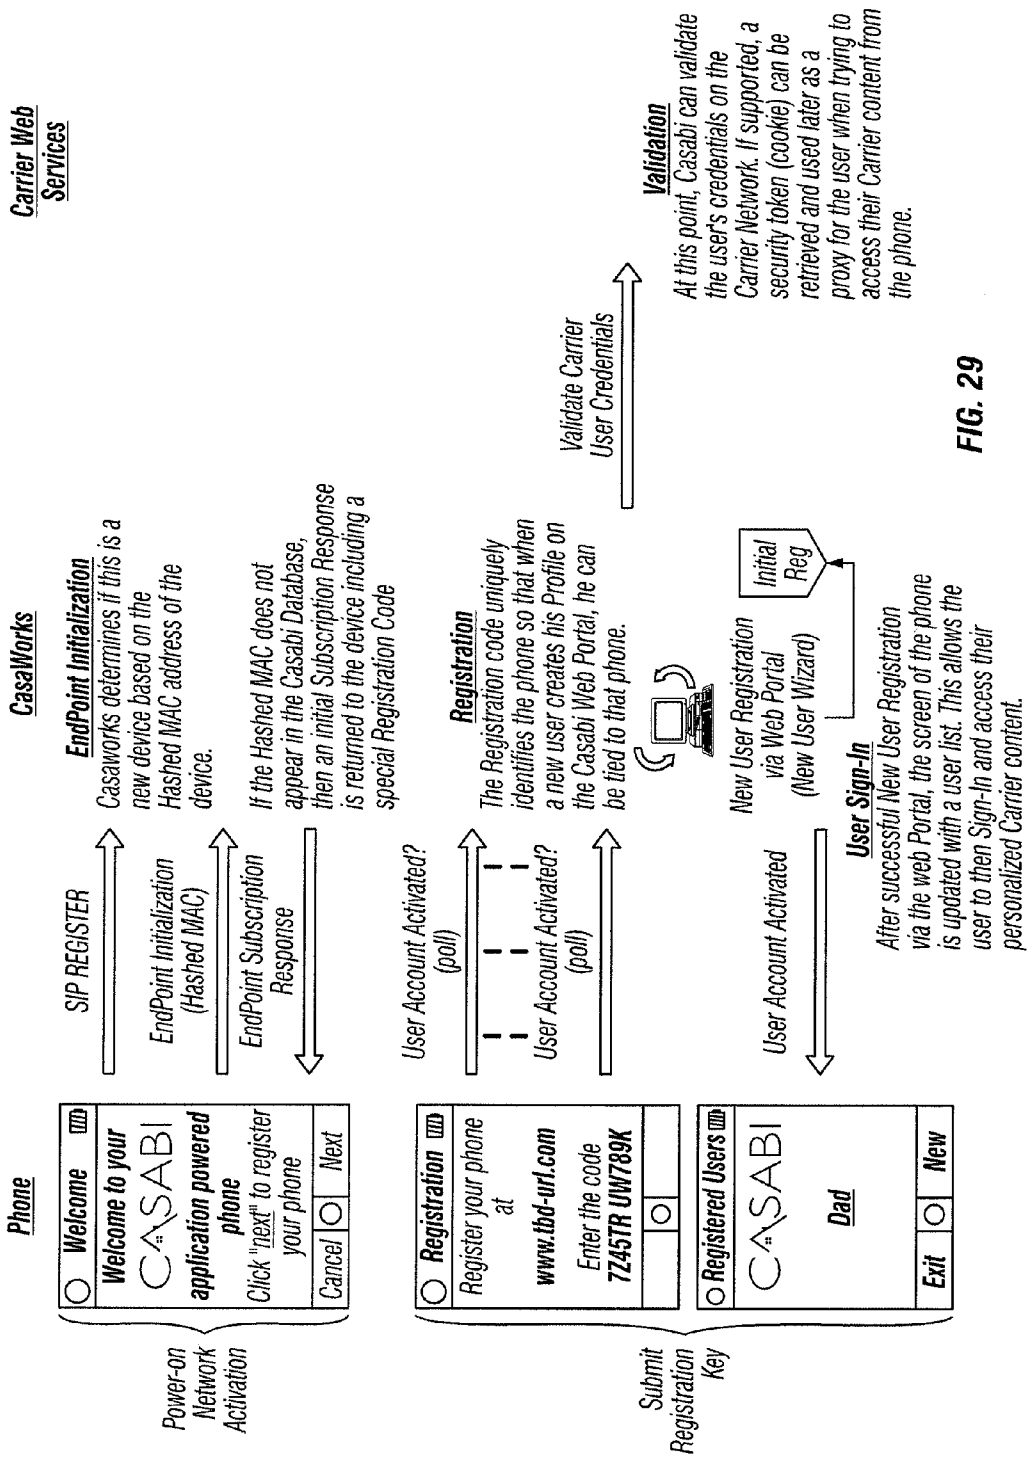 Phone
CasaWorks
Carrier Web
Services
Power-on
Network
Activation
Welcome
Welcome to your
CASABI
application powered
phone
Click "next" to register
your phone
Cancel
Next
SIP REGISTER
EndPoint Initialization
(Hashed MAC)
EndPoint Subscription
Response
EndPoint Initialization
Casaworks determines if this is a
new device based on the
Hashed MAC address of the
device.
If the Hashed MAC does not
appear in the Casabi Database,
then an initial Subscription Response
is returned to the device including a
special Registration Code
Submit
Registration
Key
Registration
Register your phone
at
www.tbd-url.com
Enter the code
7Z45TR UW789K
User Account Activated?
(poll)
User Account Activated?
(poll)
Registration
The Registration code uniquely
identifies the phone so that when
a new user creates his Profile on
the Casabi Web Portal, he can
be tied to that phone.
Validate Carrier
User Credentials
Validation
At this point, Casabi can validate
the user's credentials on the
Carrier Network. If supported, a
security token (cookie) can be
retrieved and used later as a
proxy for the user when trying to
access their Carrier content from
the phone.
New User Registration
via Web Portal
(New User Wizard)
Initial
Reg
Registered Users
CASABI
Dad
Exit
New
User Account Activated
User Sign-In
After successful New User Registration
via the web Portal, the screen of the phone
is updated with a user list. This allows the
user to then Sign-In and access their
personalized Carrier content.
FIG. 29